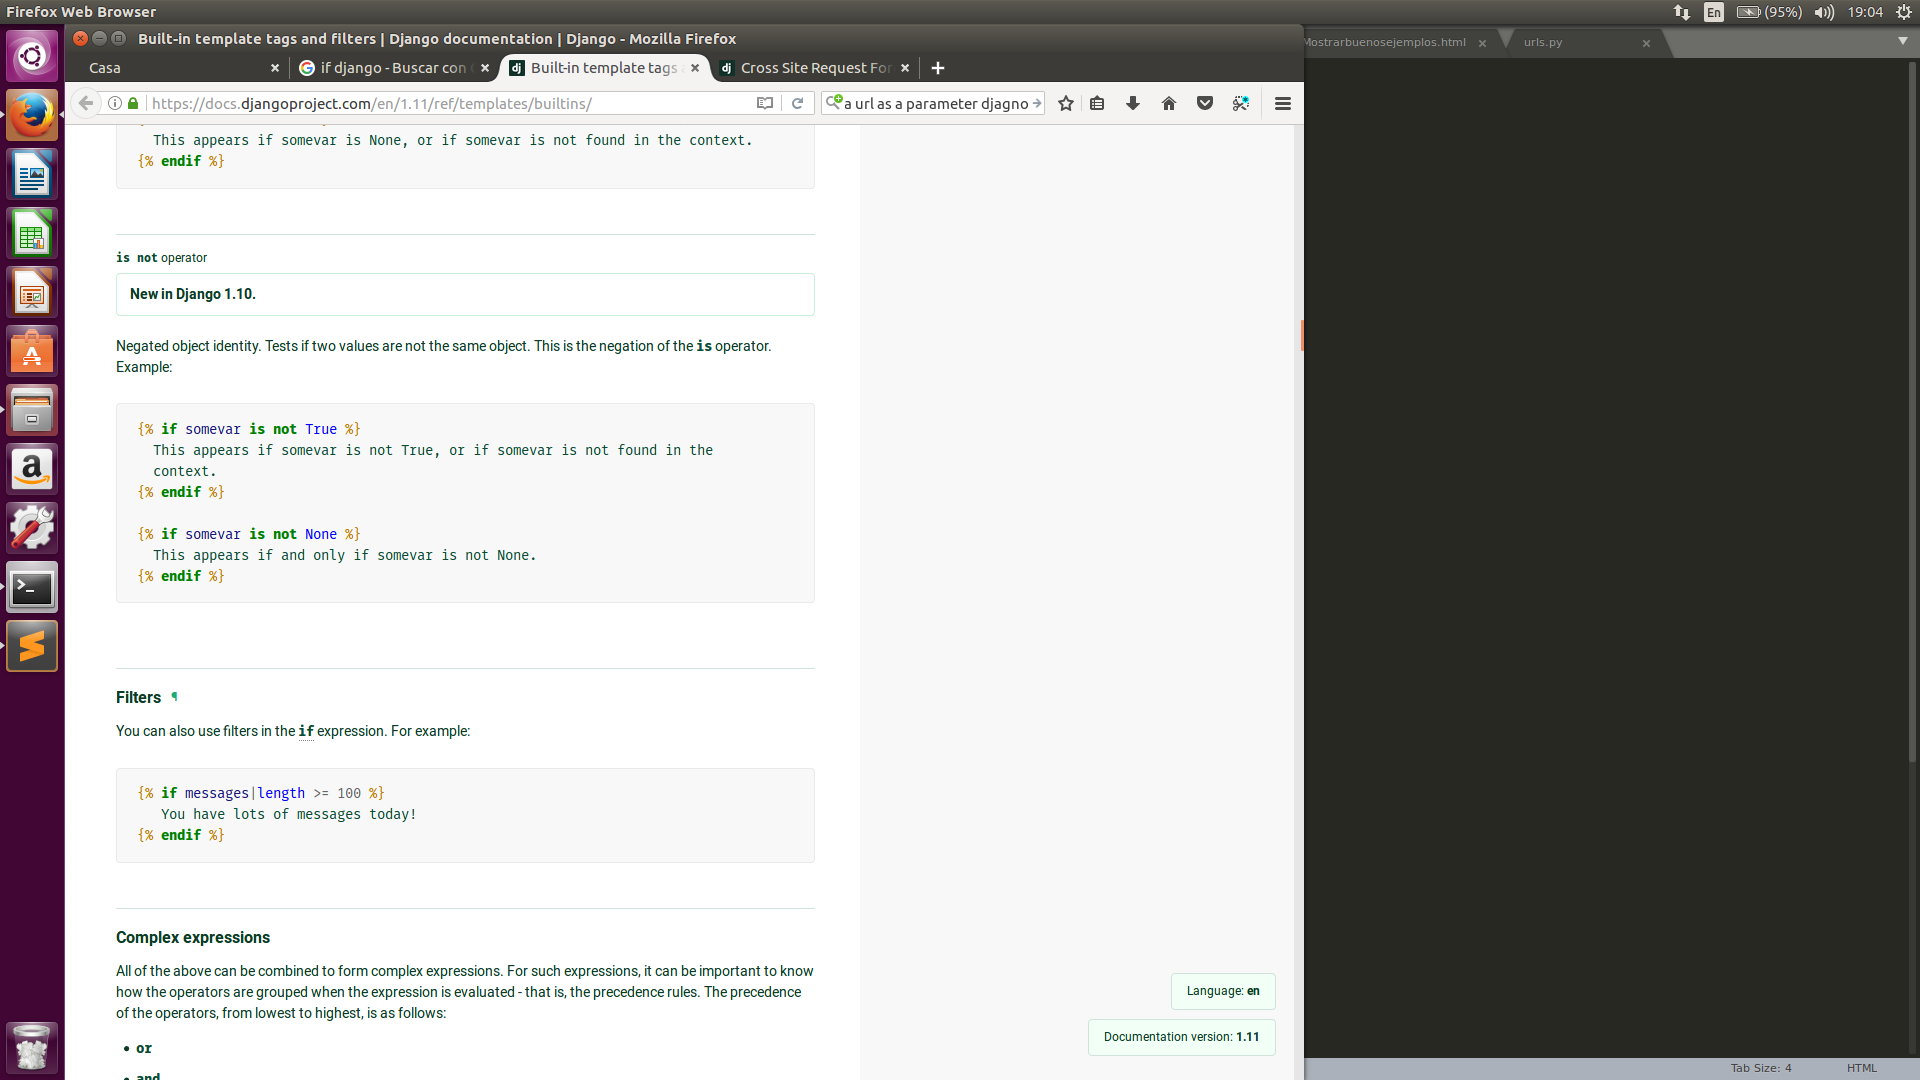 Firefox Web Browser
En
(95%)
19:04
Built-in template tags and filters | Django documentation | Django - Mozilla Firefox
Mostrarbuenosejemplos.html
urls.py
Casa
if django - Buscar con
Built-in template tags
Cross Site Request For
https://docs.djangoproject.com/en/1.11/ref/templates/builtins/
a url as a parameter djagno
This appears if somevar is None, or if somevar is not found in the context.
{% endif %}
is not operator
New in Django 1.10.
Negated object identity. Tests if two values are not the same object. This is the negation of the is operator.
Example:
{% if somevar is not True %}
This appears if somevar is not True, or if somevar is not found in the
context.
{% endif %}
{% if somevar is not None %}
This appears if and only if somevar is not None.
{% endif %}
Filters ¶
You can also use filters in the if expression. For example:
{% if messages|length >= 100 %}
You have lots of messages today!
{% endif %}
Complex expressions
All of the above can be combined to form complex expressions. For such expressions, it can be important to know
how the operators are grouped when the expression is evaluated - that is, the precedence rules. The precedence
of the operators, from lowest to highest, is as follows:
• or
• and
Language: en
Documentation version: 1.11
Tab Size: 4
HTML